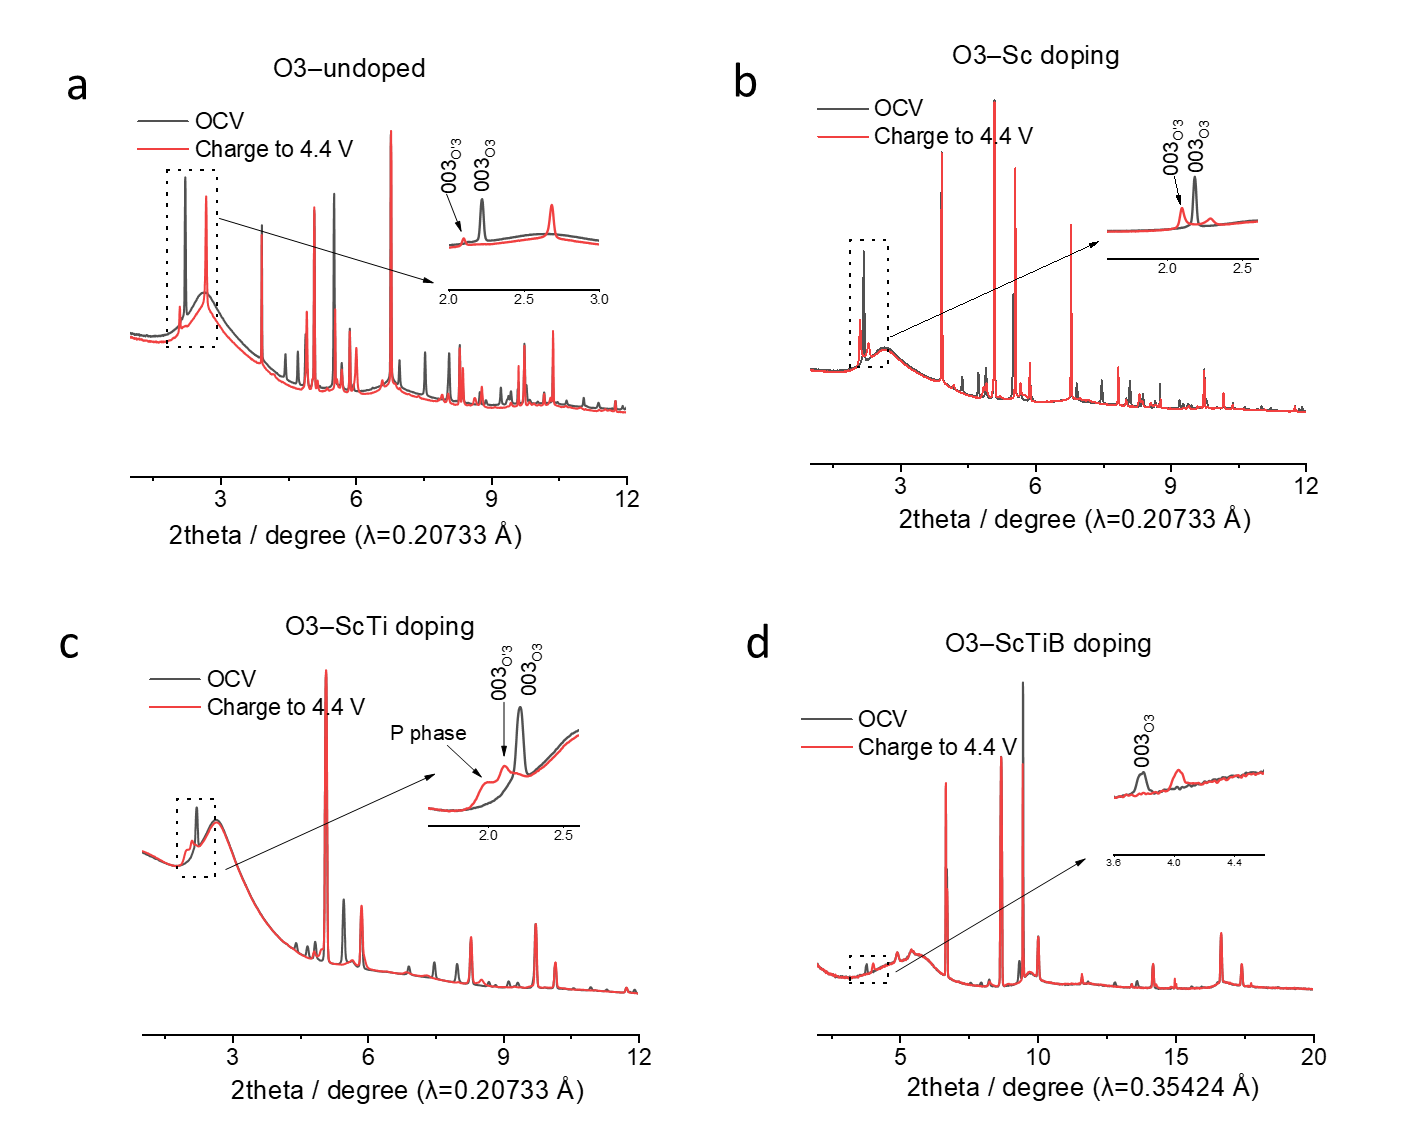 a
O3–undoped
OCV
Charge to 4.4 V
003O'3
003O3
2.0 2.5 3.0
3 6 9 12
2theta / degree (λ=0.20733 Å)
b
O3–Sc doping
OCV
Charge to 4.4 V
003O'3
003O3
2.0 2.5
3 6 9 12
2theta / degree (λ=0.20733 Å)
c
O3–ScTi doping
OCV
Charge to 4.4 V
P phase
003O'3
003O3
2.0 2.5
3 6 9 12
2theta / degree (λ=0.20733 Å)
d
O3–ScTiB doping
OCV
Charge to 4.4 V
003O3
3.6 4.0 4.4
5 10 15 20
2theta / degree (λ=0.35424 Å)